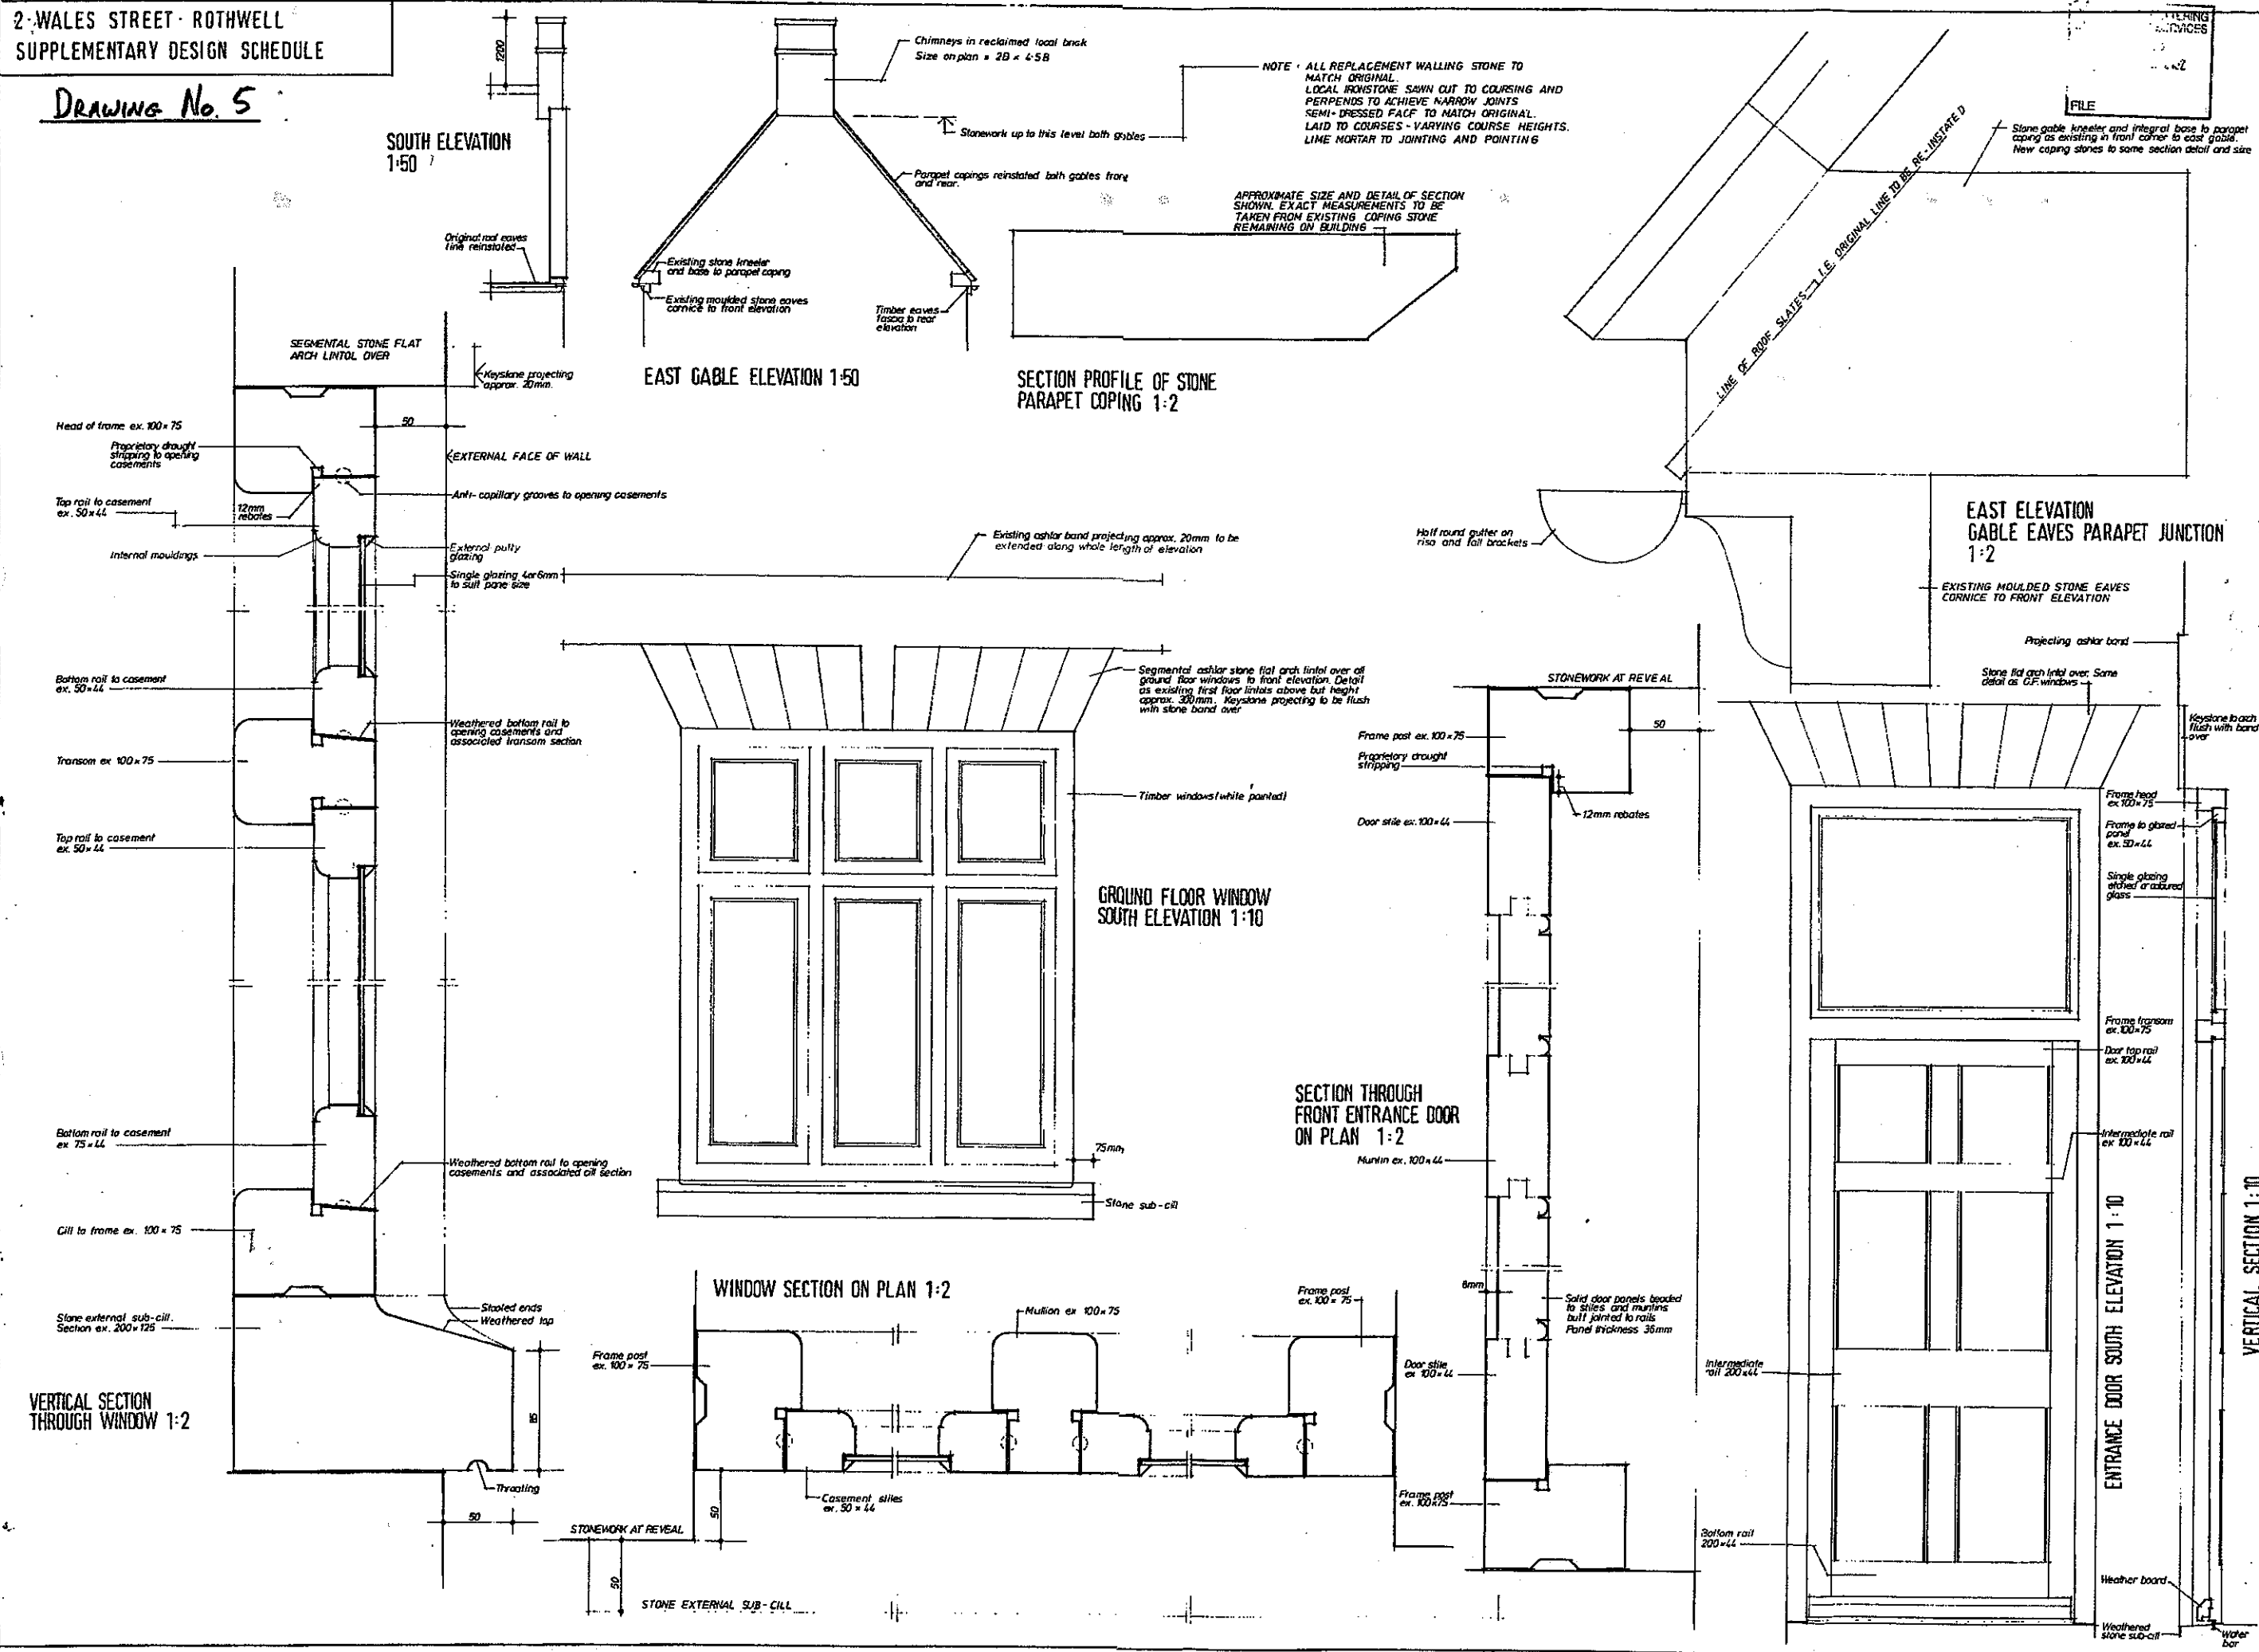 2·WALES STREET·ROTHWELL
SUPPLEMENTARY DESIGN SCHEDULE
DRAWING No. 5
SOUTH ELEVATION
1:50
1200
Original roof eaves
line reinstated
Chimneys in reclaimed local brick
Size on plan = 2B × 4·5B
Stonework up to this level both gables
Parapet copings reinstated both gables front
and rear.
Existing stone kneeler
and base to parapet coping
Existing moulded stone eaves
cornice to front elevation
Timber eaves
fascia to rear
elevation
EAST GABLE ELEVATION 1:50
NOTE : ALL REPLACEMENT WALLING STONE TO
MATCH ORIGINAL.
LOCAL IRONSTONE SAWN CUT TO COURSING AND
PERPENDS TO ACHIEVE NARROW JOINTS
SEMI-DRESSED FACE TO MATCH ORIGINAL.
LAID TO COURSES - VARYING COURSE HEIGHTS.
LIME MORTAR TO JOINTING AND POINTING
APPROXIMATE SIZE AND DETAIL OF SECTION
SHOWN. EXACT MEASUREMENTS TO BE
TAKEN FROM EXISTING COPING STONE
REMAINING ON BUILDING
SECTION PROFILE OF STONE
PARAPET COPING 1:2
FILE
Stone gable kneeler and integral base to parapet
coping as existing in front corner to east gable.
New coping stones to same section detail and size
LINE OF ROOF SLATES - I.E. ORIGINAL LINE TO BE RE-INSTATED
Half round gutter on
rise and fall brackets
EAST ELEVATION
GABLE EAVES PARAPET JUNCTION
1:2
EXISTING MOULDED STONE EAVES
CORNICE TO FRONT ELEVATION
SEGMENTAL STONE FLAT
ARCH LINTOL OVER
Keystone projecting
approx. 20mm.
50
EXTERNAL FACE OF WALL
Head of frame ex. 100×75
Proprietary draught
stripping to opening
casements
Anti-capillary grooves to opening casements
Top rail to casement
ex. 50×44
12mm
rebates
Internal mouldings
External putty
glazing
Single glazing 4or6mm
to suit pane size
Bottom rail to casement
ex. 50×44
Weathered bottom rail to
opening casements and
associated transom section
Transom ex 100×75
Top rail to casement
ex. 50×44
Bottom rail to casement
ex 75×44
Weathered bottom rail to opening
casements and associated cill section
Cill to frame ex. 100×75
Stooled ends
Weathered top
Stone external sub-cill.
Section ex. 200×125
Throating
50
VERTICAL SECTION
THROUGH WINDOW 1:2
Existing ashlar band projecting approx. 20mm to be
extended along whole length of elevation
Segmental ashlar stone flat arch lintol over all
ground floor windows to front elevation. Detail
as existing first floor lintols above but height
approx. 300mm. Keystone projecting to be flush
with stone band over
Timber windows (white painted)
GROUND FLOOR WINDOW
SOUTH ELEVATION 1:10
75mm
Stone sub-cill
WINDOW SECTION ON PLAN 1:2
Frame post
ex. 100×75
Mullion ex 100×75
Frame post
ex. 100×75
Casement stiles
ex. 50×44
50
STONEWORK AT REVEAL
50
STONE EXTERNAL SUB-CILL
STONEWORK AT REVEAL
50
Frame post ex. 100×75
Proprietary draught
stripping
12mm rebates
Door stile ex. 100×44
SECTION THROUGH
FRONT ENTRANCE DOOR
ON PLAN 1:2
Muntin ex. 100×44
6mm
Solid door panels beaded
to stiles and muntins
butt jointed to rails
Panel thickness 36mm
Door stile
ex 100×44
Frame post
ex. 100×75
Projecting ashlar band
Stone flat arch lintol over. Same
detail as G.F. windows
Keystone to arch
flush with band
over
Frame head
ex 100×75
Frame to glazed
panel
ex. 50×44
Single glazing
etched or coloured
glass
Frame transom
ex. 100×75
Door top rail
ex. 100×44
Intermediate rail
ex 100×44
Intermediate
rail 200×44
Bottom rail
200×44
Weather board
Weathered
stone sub-cill
Water
bar
ENTRANCE DOOR SOUTH ELEVATION 1:10
VERTICAL SECTION 1:10